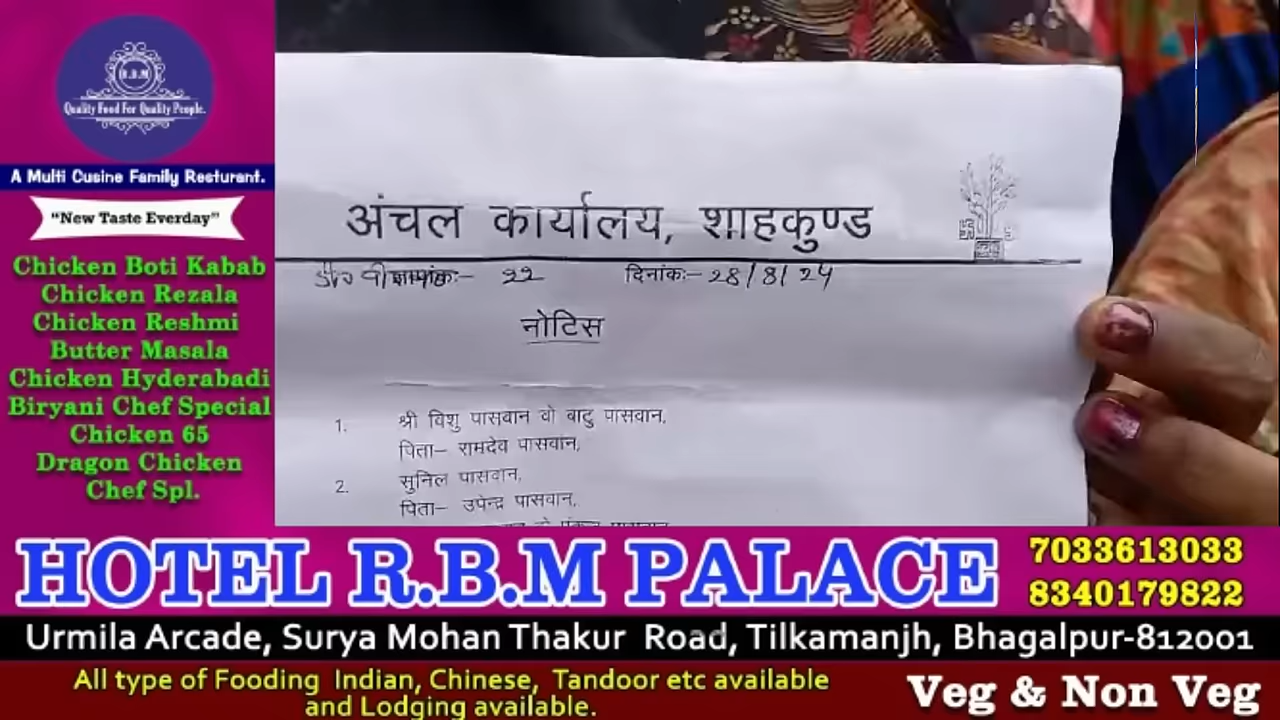 R.B.M
Quality Food For Quality People.
A Multi Cusine Family Resturant.
“New Taste Everday”
Chicken Boti Kabab
Chicken Rezala
Chicken Reshmi
Butter Masala
Chicken Hyderabadi
Biryani Chef Special
Chicken 65
Dragon Chicken
Chef Spl.
अंचल कार्यालय, शाहकुण्ड
ज्ञापांकः– 22 दिनांकः– 28/8/24
नोटिस
1. श्री विशु पासवान वो बाटु पासवान,
पिता– रामदेव पासवान,
2. सुनिल पासवान,
पिता– उपेन्द्र पासवान,
HOTEL R.B.M PALACE
7033613033
8340179822
Urmila Arcade, Surya Mohan Thakur Road, Tilkamanjh, Bhagalpur-812001
All type of Fooding Indian, Chinese, Tandoor etc available
and Lodging available.
Veg & Non Veg